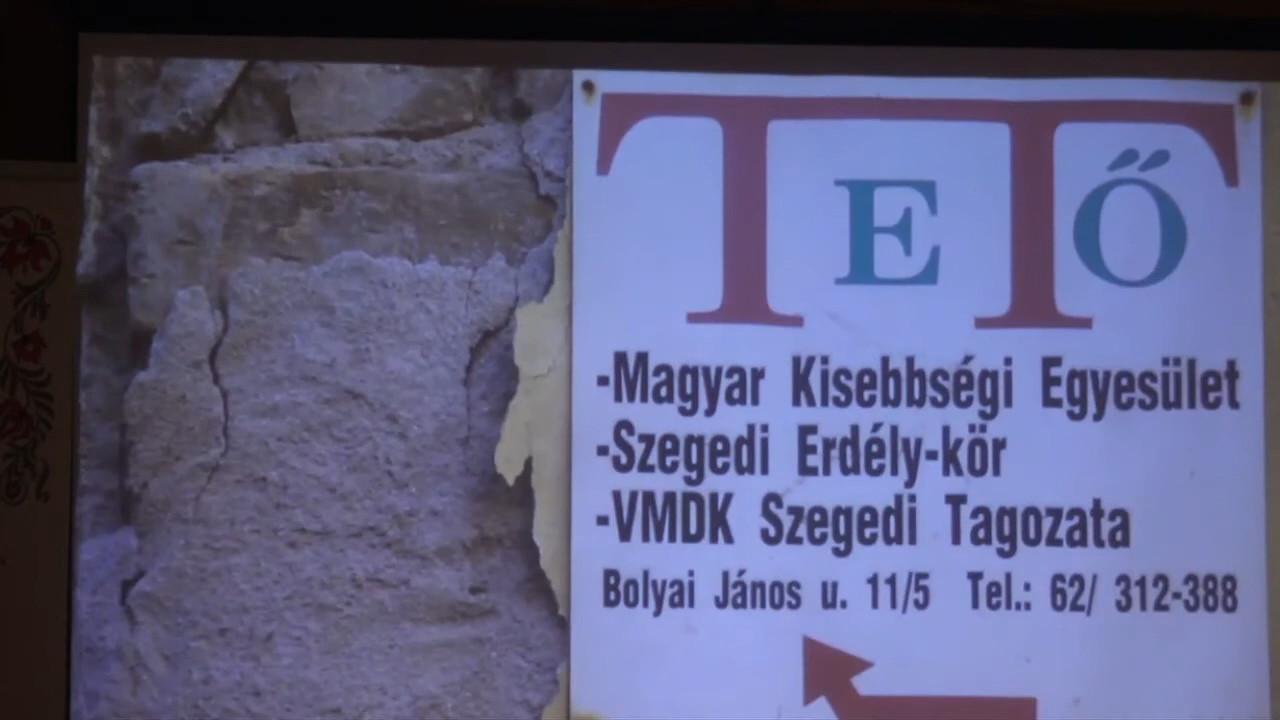 TETŐ
-Magyar Kisebbségi Egyesület
-Szegedi Erdély-kör
-VMDK Szegedi Tagozata
Bolyai János u. 11/5 Tel.: 62/ 312-388